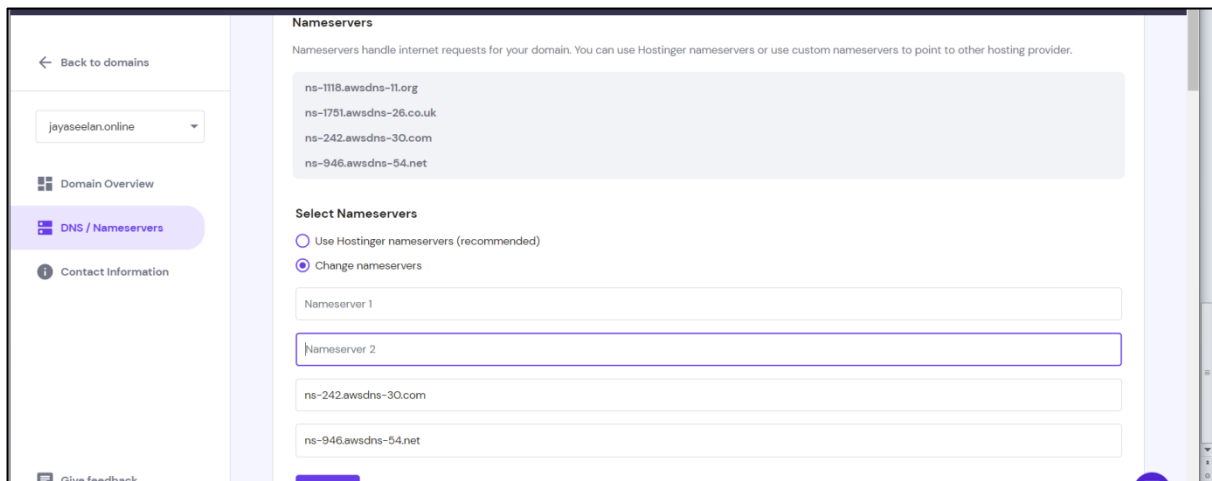 Back to domains
jayaseelan.online
Domain Overview
DNS / Nameservers
Contact Information
Give feedback
Nameservers
Nameservers handle internet requests for your domain. You can use Hostinger nameservers or use custom nameservers to point to other hosting provider.
ns-1118.awsdns-11.org
ns-1751.awsdns-26.co.uk
ns-242.awsdns-30.com
ns-946.awsdns-54.net
Select Nameservers
Use Hostinger nameservers (recommended)
Change nameservers
Nameserver 1
Nameserver 2
ns-242.awsdns-30.com
ns-946.awsdns-54.net